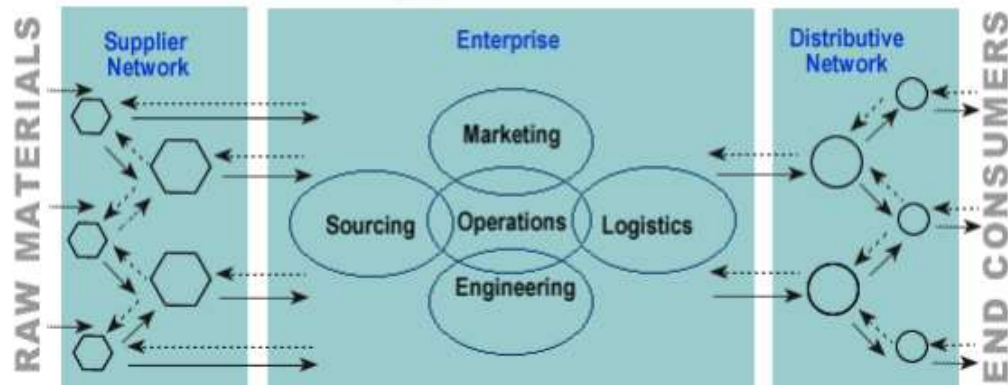 RAW MATERIALS
Supplier
Network
Enterprise
Marketing
Sourcing
Operations
Logistics
Engineering
Distributive
Network
END CONSUMERS